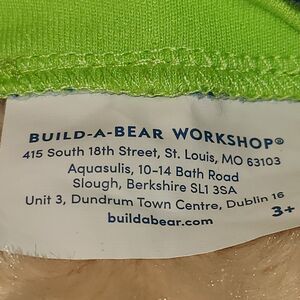 BUILD-A-BEAR WORKSHOP®
415 South 18th Street, St. Louis, MO 63103
Aquasulis, 10-14 Bath Road
Slough, Berkshire SL1 3SA
Unit 3, Dundrum Town Centre, Dublin 16
buildabear.com
3+